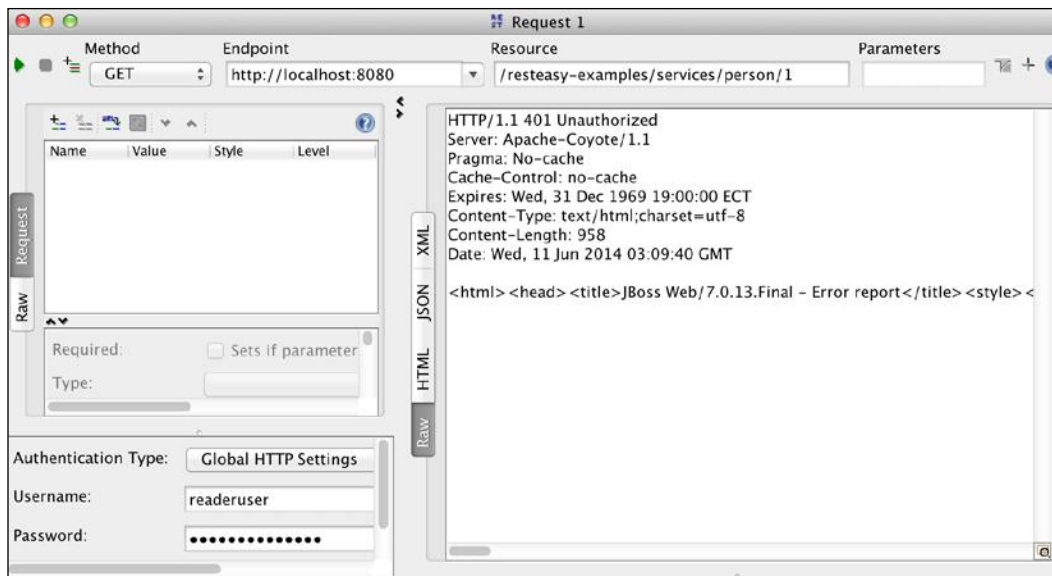 Request 1
Method Endpoint Resource Parameters
GET http://localhost:8080 /resteasy-examples/services/person/1
Name Value Style Level
Request
Raw
Required: Sets if parameter
Type:
Authentication Type: Global HTTP Settings
Username: readeruser
Password: ••••••••••••••
XML
JSON
HTML
Raw
HTTP/1.1 401 Unauthorized
Server: Apache-Coyote/1.1
Pragma: No-cache
Cache-Control: no-cache
Expires: Wed, 31 Dec 1969 19:00:00 ECT
Content-Type: text/html;charset=utf-8
Content-Length: 958
Date: Wed, 11 Jun 2014 03:09:40 GMT
<html><head><title>JBoss Web/7.0.13.Final - Error report</title><style><